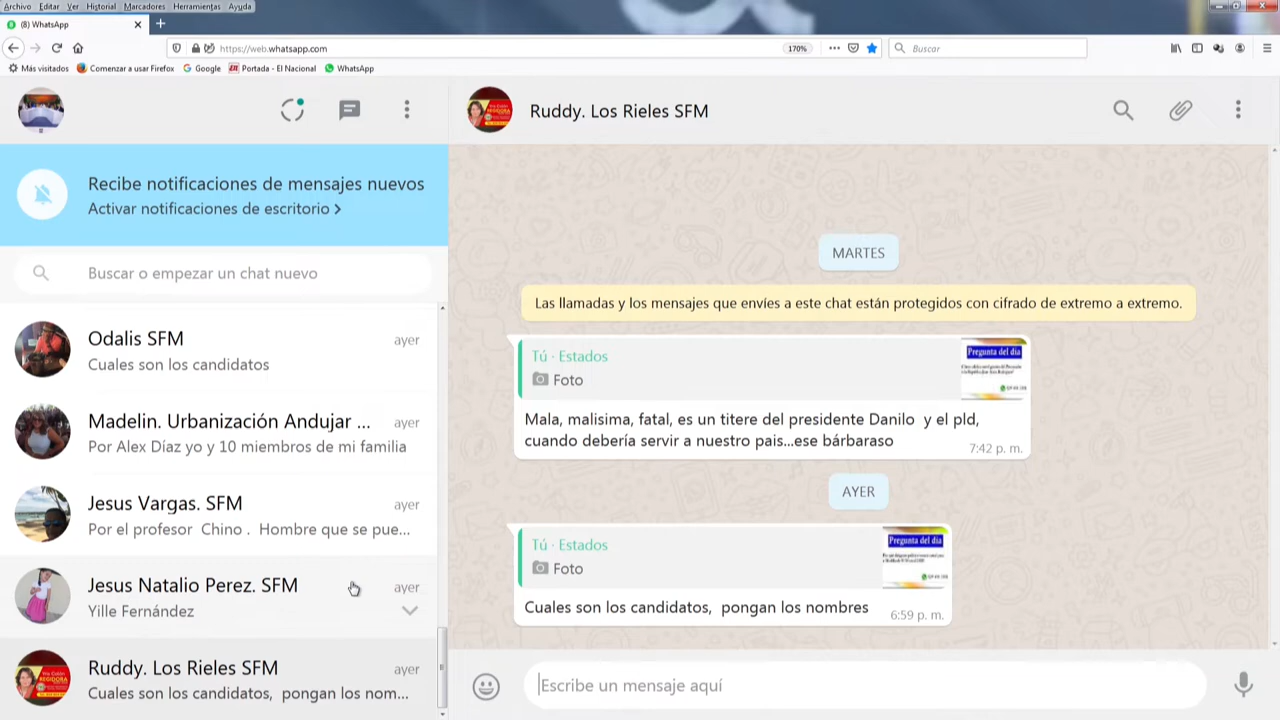 Archivo Editar Ver Historial Marcadores Herramientas Ayuda
(8) WhatsApp
https://web.whatsapp.com
170%
Buscar
Más visitados
Comenzar a usar Firefox
Google
Portada - El Nacional
WhatsApp
Ruddy. Los Rieles SFM
Recibe notificaciones de mensajes nuevos
Activar notificaciones de escritorio
Buscar o empezar un chat nuevo
Odalis SFM
ayer
Cuales son los candidatos
Madelin. Urbanización Andujar ...
ayer
Por Alex Díaz yo y 10 miembros de mi familia
Jesus Vargas. SFM
ayer
Por el profesor Chino . Hombre que se pue...
Jesus Natalio Perez. SFM
ayer
Yille Fernández
Ruddy. Los Rieles SFM
ayer
Cuales son los candidatos, pongan los nom...
MARTES
Las llamadas y los mensajes que envíes a este chat están protegidos con cifrado de extremo a extremo.
Tú · Estados
Foto
Pregunta del día
Mala, malisima, fatal, es un titere del presidente Danilo y el pld,
cuando debería servir a nuestro pais...ese bárbaraso
7:42 p. m.
AYER
Tú · Estados
Foto
Pregunta del día
Cuales son los candidatos, pongan los nombres
6:59 p. m.
Escribe un mensaje aquí